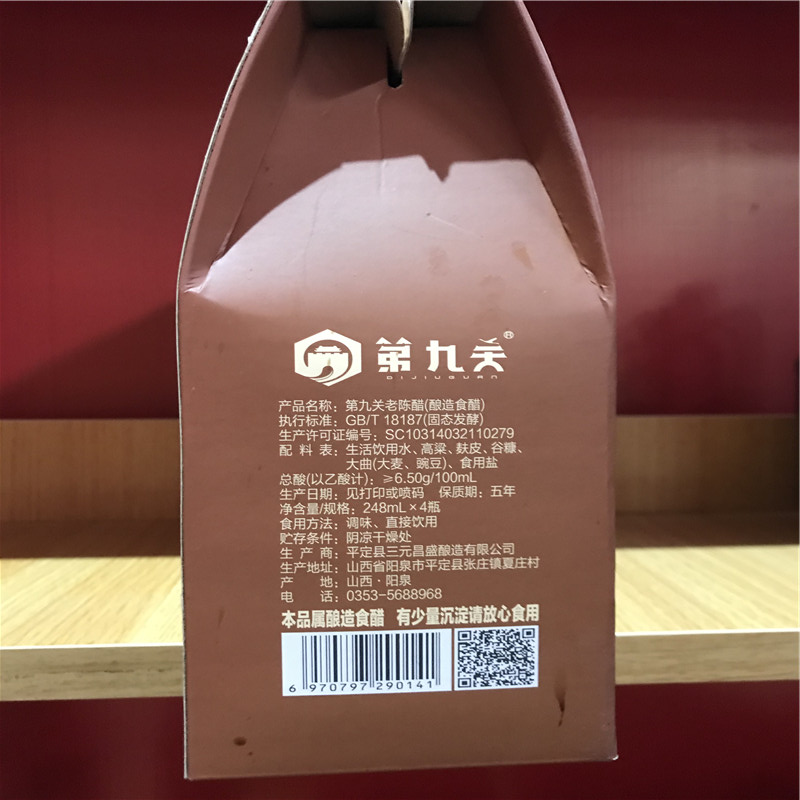 第九关®
DIJIUGUAN
产品名称：第九关老陈醋(酿造食醋)
执行标准：GB/T 18187(固态发酵)
生产许可证编号：SC10314032110279
配料表：生活饮用水、高粱、麸皮、谷糠、
大曲(大麦、豌豆)、食用盐
总酸(以乙酸计)：≥6.50g/100mL
生产日期：见打印或喷码 保质期：五年
净含量/规格：248mL×4瓶
食用方法：调味、直接饮用
贮存条件：阴凉干燥处
生产商：平定县三元昌盛酿造有限公司
生产地址：山西省阳泉市平定县张庄镇夏庄村
产地：山西·阳泉
电话：0353-5688968
本品属酿造食醋 有少量沉淀请放心食用
6 970797 290141